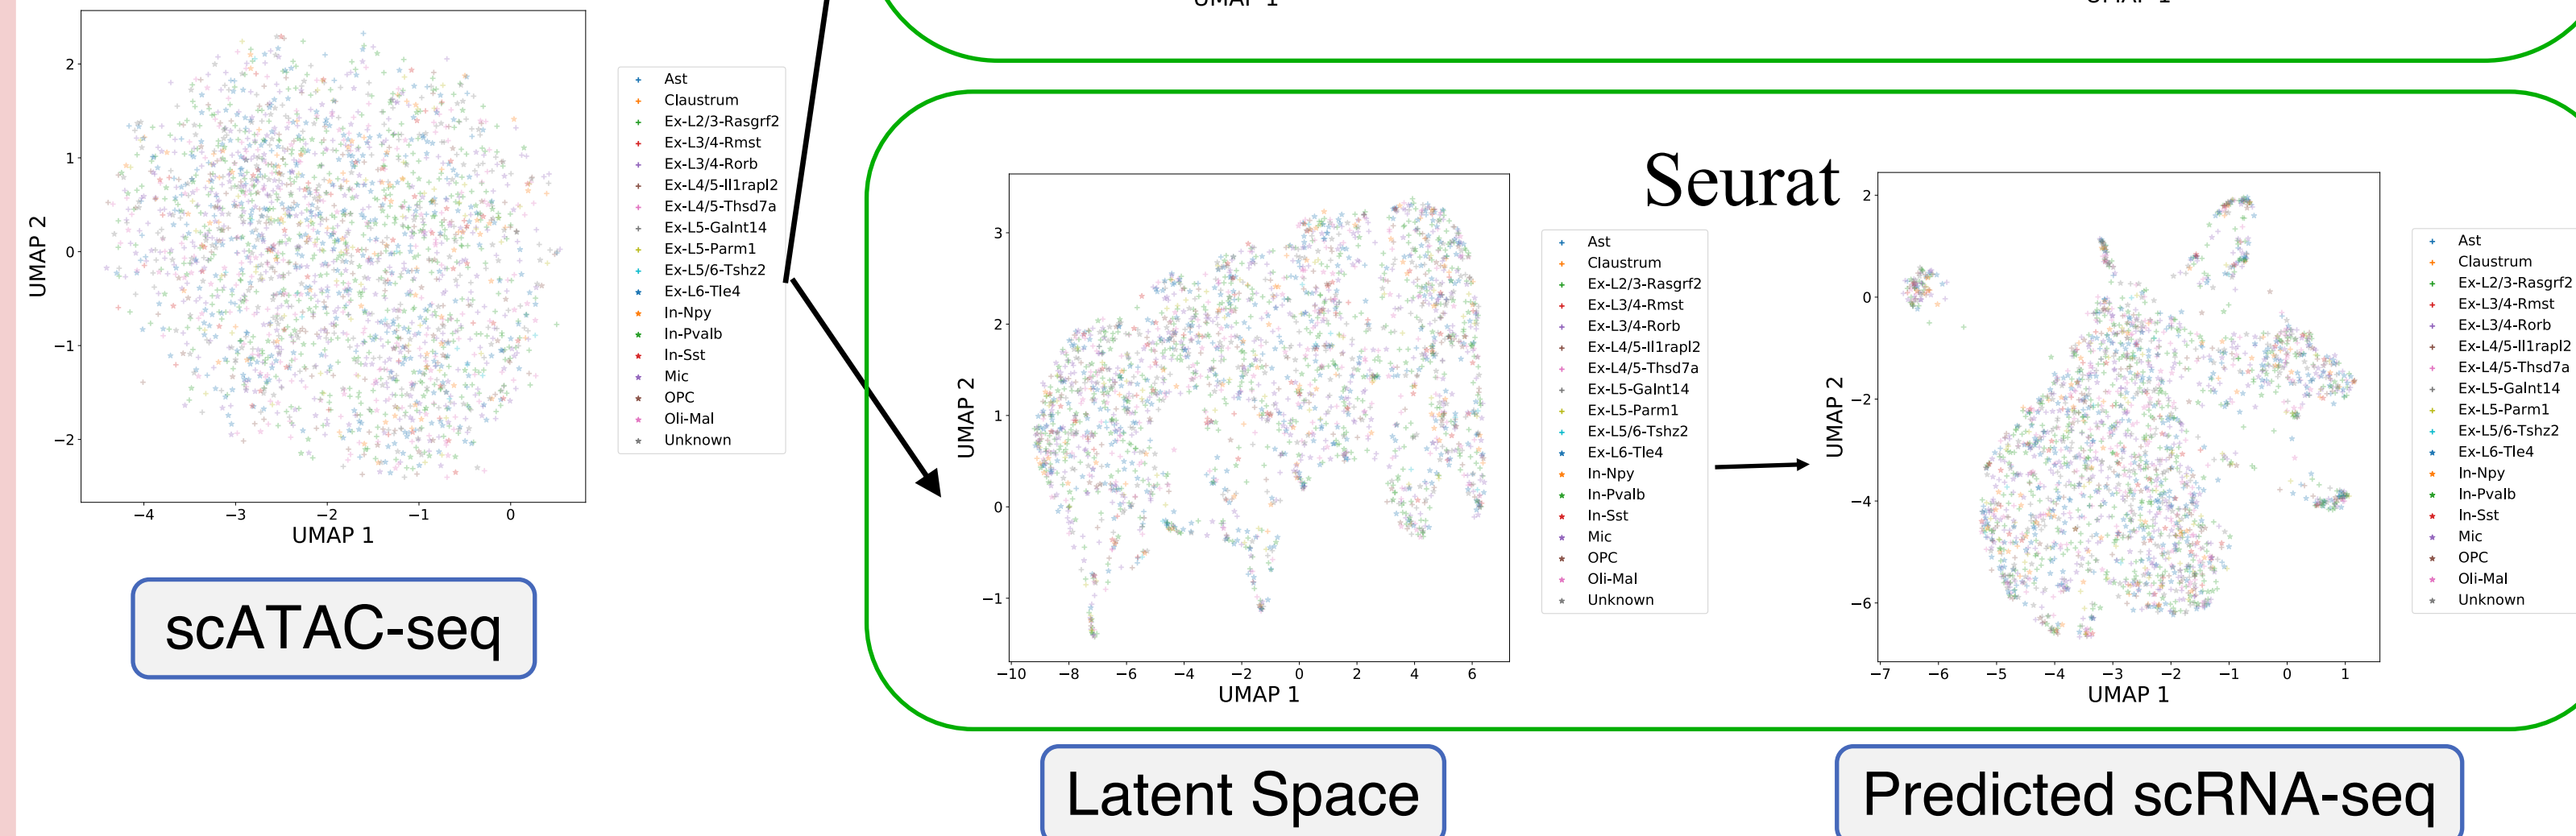 UMAP 1
UMAP 1
2
1
0
−1
−2
UMAP 2
−4
−3
−2
−1
0
UMAP 1
Ast
Claustrum
Ex-L2/3-Rasgrf2
Ex-L3/4-Rmst
Ex-L3/4-Rorb
Ex-L4/5-Il1rapl2
Ex-L4/5-Thsd7a
Ex-L5-Galnt14
Ex-L5-Parm1
Ex-L5/6-Tshz2
Ex-L6-Tle4
In-Npy
In-Pvalb
In-Sst
Mic
OPC
Oli-Mal
Unknown
scATAC-seq
Seurat
3
2
1
0
−1
UMAP 2
−10
−8
−6
−4
−2
0
2
4
6
UMAP 1
Ast
Claustrum
Ex-L2/3-Rasgrf2
Ex-L3/4-Rmst
Ex-L3/4-Rorb
Ex-L4/5-Il1rapl2
Ex-L4/5-Thsd7a
Ex-L5-Galnt14
Ex-L5-Parm1
Ex-L5/6-Tshz2
Ex-L6-Tle4
In-Npy
In-Pvalb
In-Sst
Mic
OPC
Oli-Mal
Unknown
Latent Space
2
0
−2
−4
−6
UMAP 2
−7
−6
−5
−4
−3
−2
−1
0
1
UMAP 1
Ast
Claustrum
Ex-L2/3-Rasgrf2
Ex-L3/4-Rmst
Ex-L3/4-Rorb
Ex-L4/5-Il1rapl2
Ex-L4/5-Thsd7a
Ex-L5-Galnt14
Ex-L5-Parm1
Ex-L5/6-Tshz2
Ex-L6-Tle4
In-Npy
In-Pvalb
In-Sst
Mic
OPC
Oli-Mal
Unknown
Predicted scRNA-seq